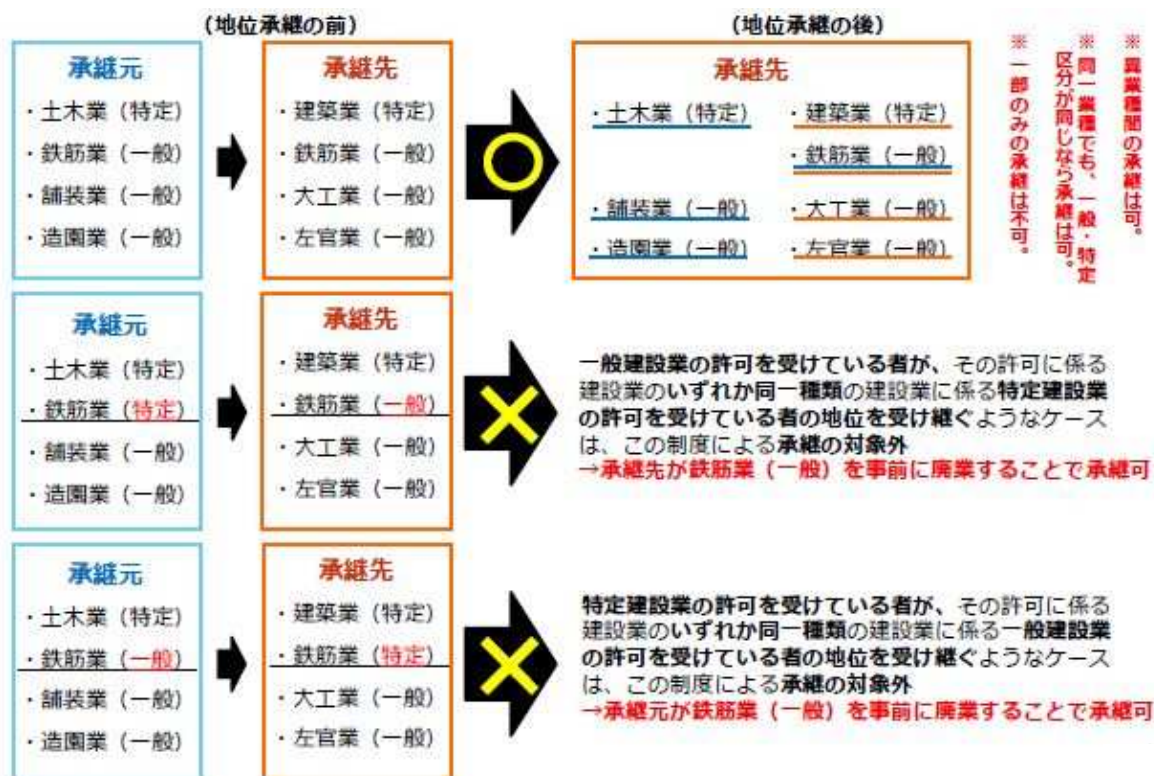 （地位承継の前）
（地位承継の後）
承継元
・土木業（特定）
・鉄筋業（一般）
・舗装業（一般）
・造園業（一般）
承継先
・建築業（特定）
・鉄筋業（一般）
・大工業（一般）
・左官業（一般）
承継先
・土木業（特定）
・建築業（特定）
・鉄筋業（一般）
・舗装業（一般）
・大工業（一般）
・造園業（一般）
・左官業（一般）
※異業種間の承継は可。
※同一業種でも、一般・特定
区分が同じなら承継は可。
※一部のみの承継は不可。
承継元
・土木業（特定）
・鉄筋業（特定）
・舗装業（一般）
・造園業（一般）
承継先
・建築業（特定）
・鉄筋業（一般）
・大工業（一般）
・左官業（一般）
一般建設業の許可を受けている者が、その許可に係る
建設業のいずれか同一種類の建設業に係る特定建設業
の許可を受けている者の地位を受け継ぐようなケース
は、この制度による承継の対象外
→承継先が鉄筋業（一般）を事前に廃業することで承継可
承継元
・土木業（特定）
・鉄筋業（一般）
・舗装業（一般）
・造園業（一般）
承継先
・建築業（特定）
・鉄筋業（特定）
・大工業（一般）
・左官業（一般）
特定建設業の許可を受けている者が、その許可に係る
建設業のいずれか同一種類の建設業に係る一般建設業
の許可を受けている者の地位を受け継ぐようなケース
は、この制度による承継の対象外
→承継元が鉄筋業（一般）を事前に廃業することで承継可